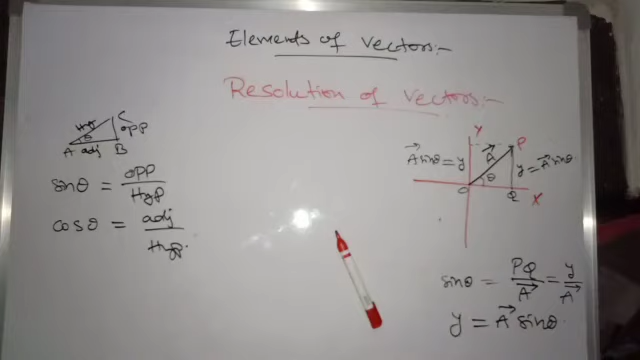 Elements of Vectors:-
Resolution of Vectors:-
Hyp C
θ opp
A adj B
sinθ = opp/Hyp
cosθ = adj/Hyp.
Y
P
A⃗ sinθ = y A⃗ y = A⃗ sinθ
θ
O Q X
sinθ = PQ/A⃗ = y/A⃗
y = A⃗ sinθ.